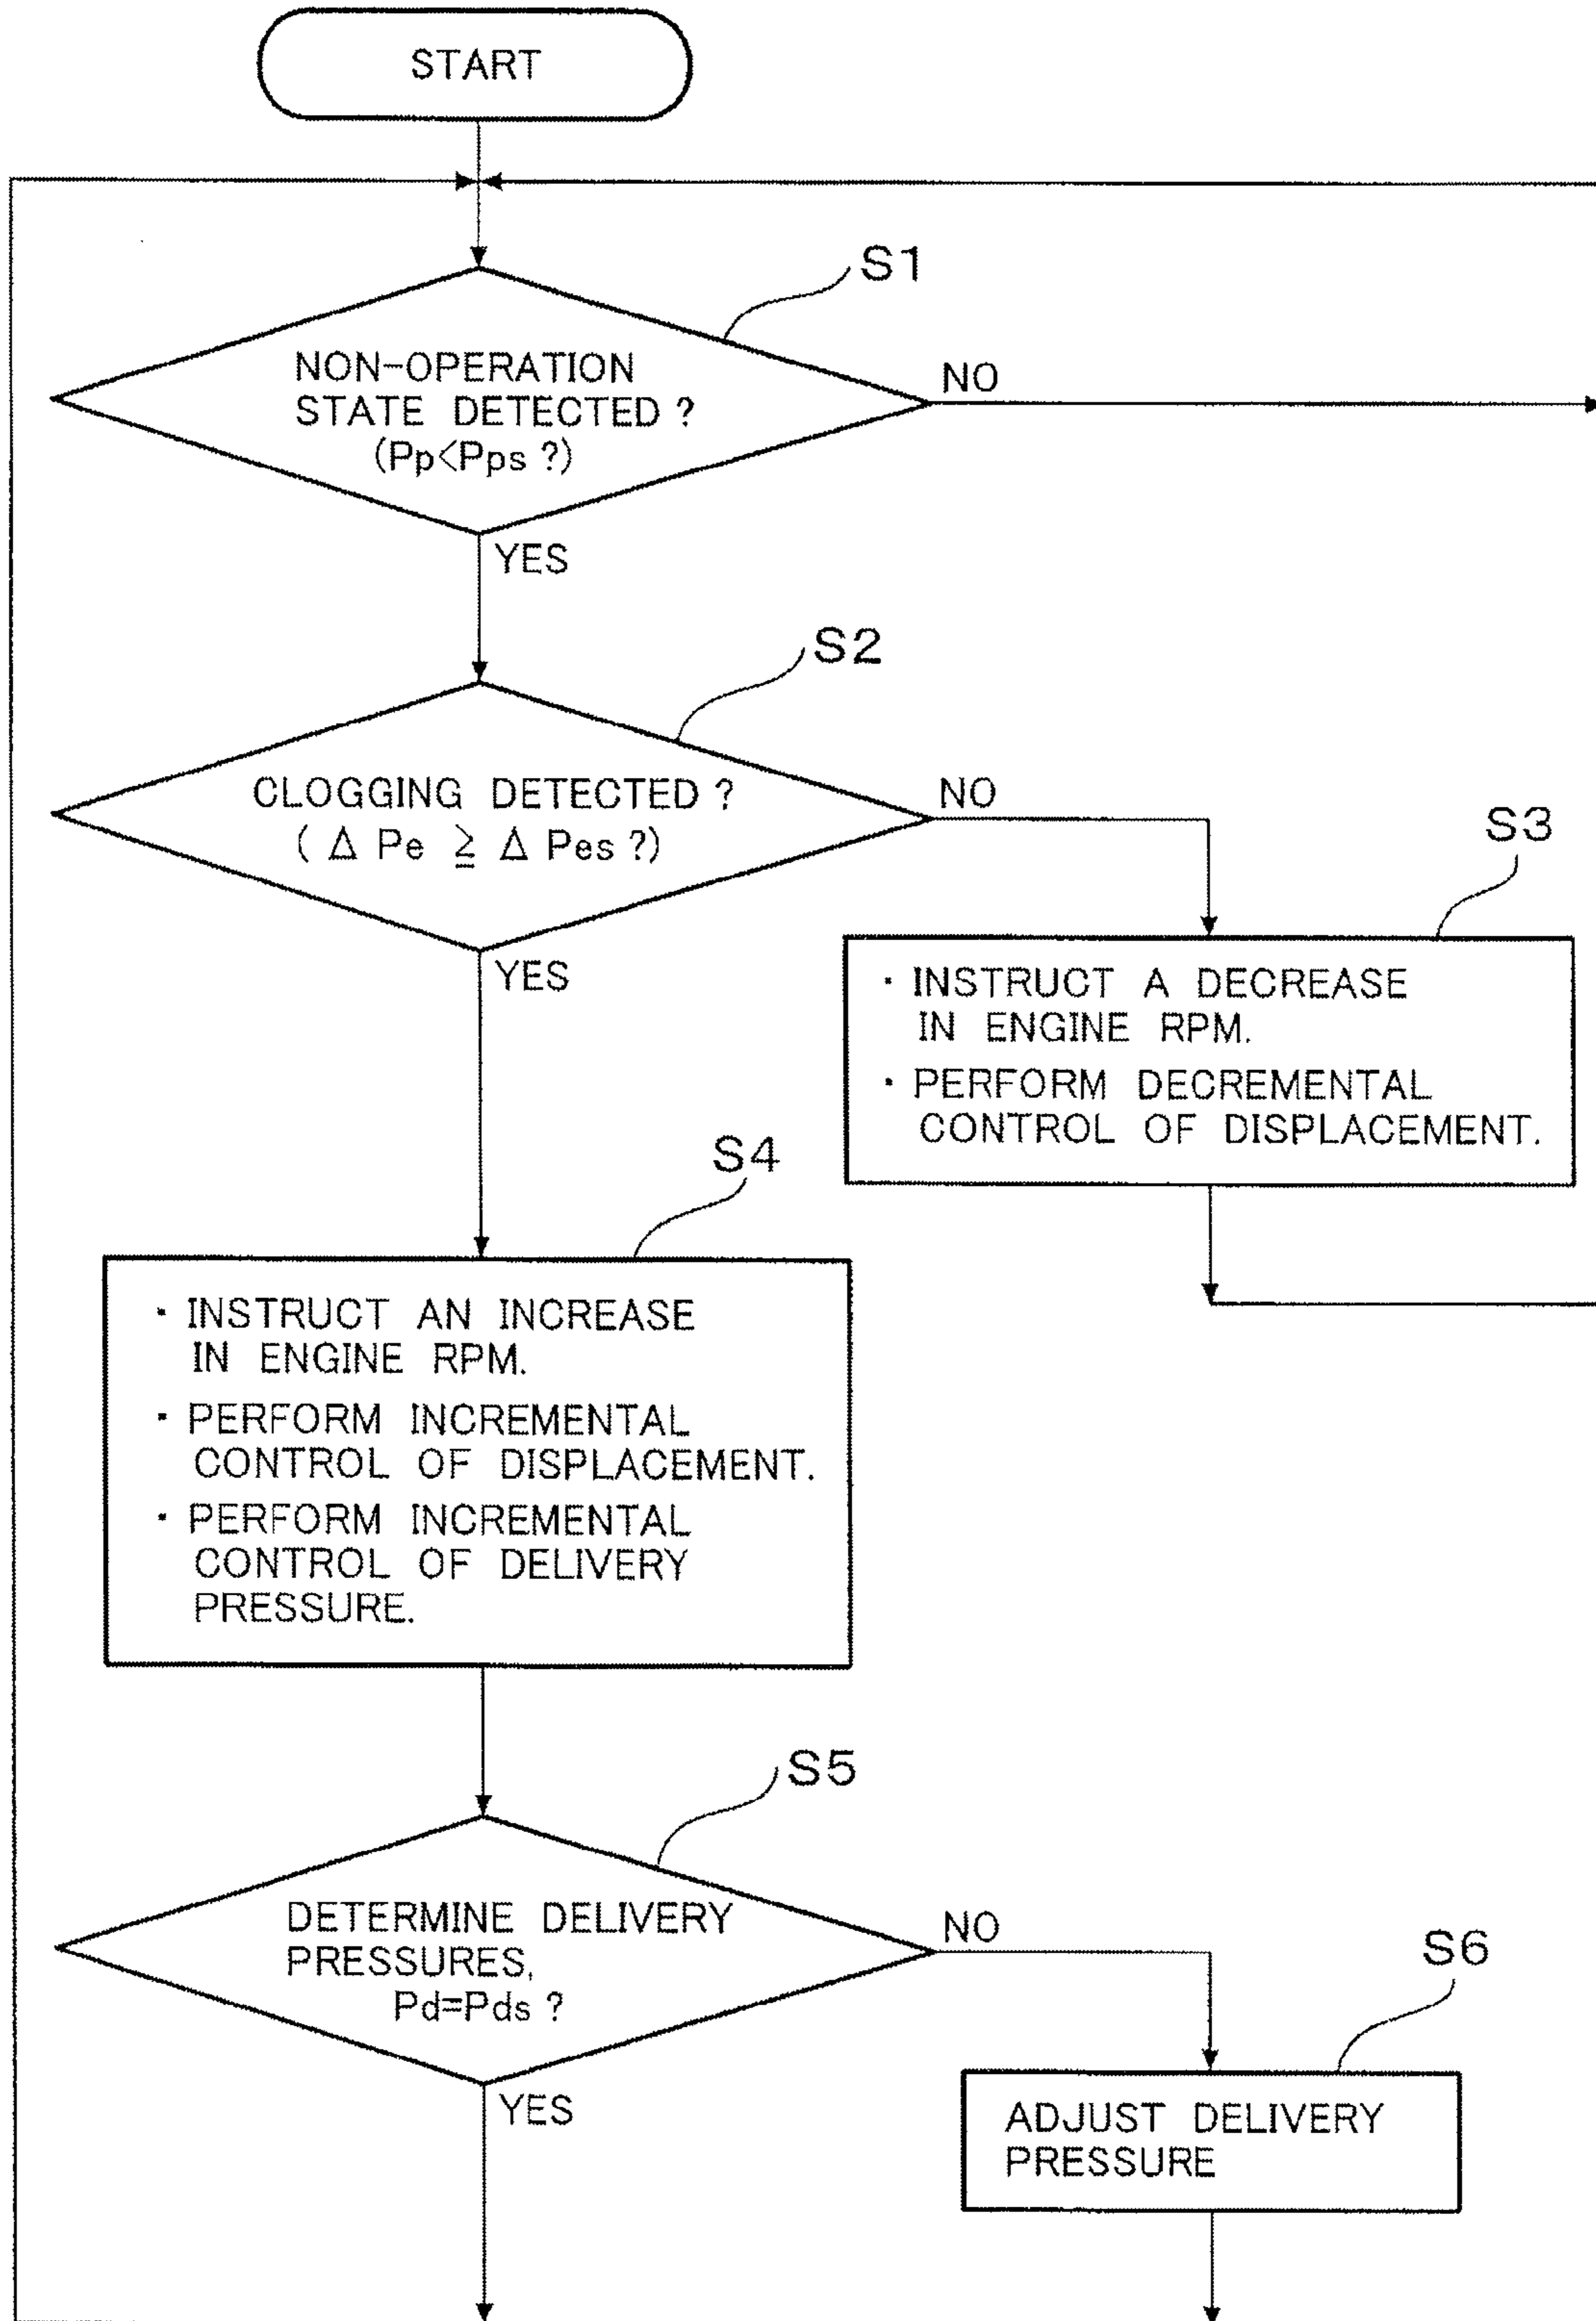 START
S1
NON-OPERATION
STATE DETECTED ?
(Pp<Pps ?)
NO
YES
S2
CLOGGING DETECTED ?
( Δ Pe ≧ Δ Pes ?)
NO
YES
S3
・ INSTRUCT A DECREASE
IN ENGINE RPM.
・ PERFORM DECREMENTAL
CONTROL OF DISPLACEMENT.
S4
・ INSTRUCT AN INCREASE
IN ENGINE RPM.
・ PERFORM INCREMENTAL
CONTROL OF DISPLACEMENT.
・ PERFORM INCREMENTAL
CONTROL OF DELIVERY
PRESSURE.
S5
DETERMINE DELIVERY
PRESSURES,
Pd=Pds ?
NO
YES
S6
ADJUST DELIVERY
PRESSURE